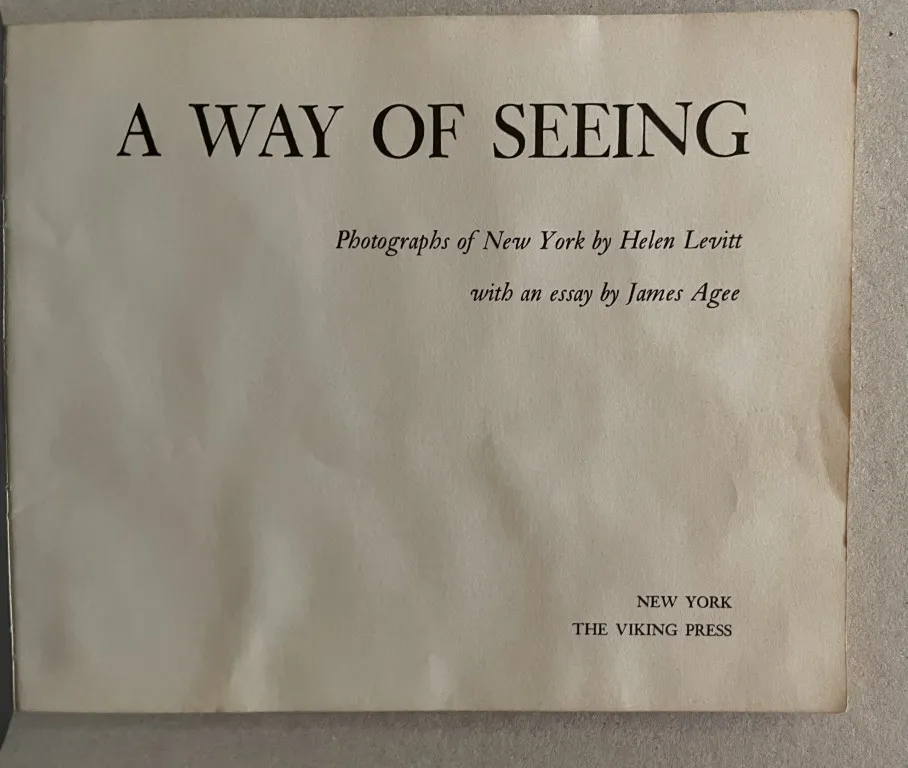 A WAY OF SEEING
Photographs of New York by Helen Levitt
with an essay by James Agee
NEW YORK
THE VIKING PRESS